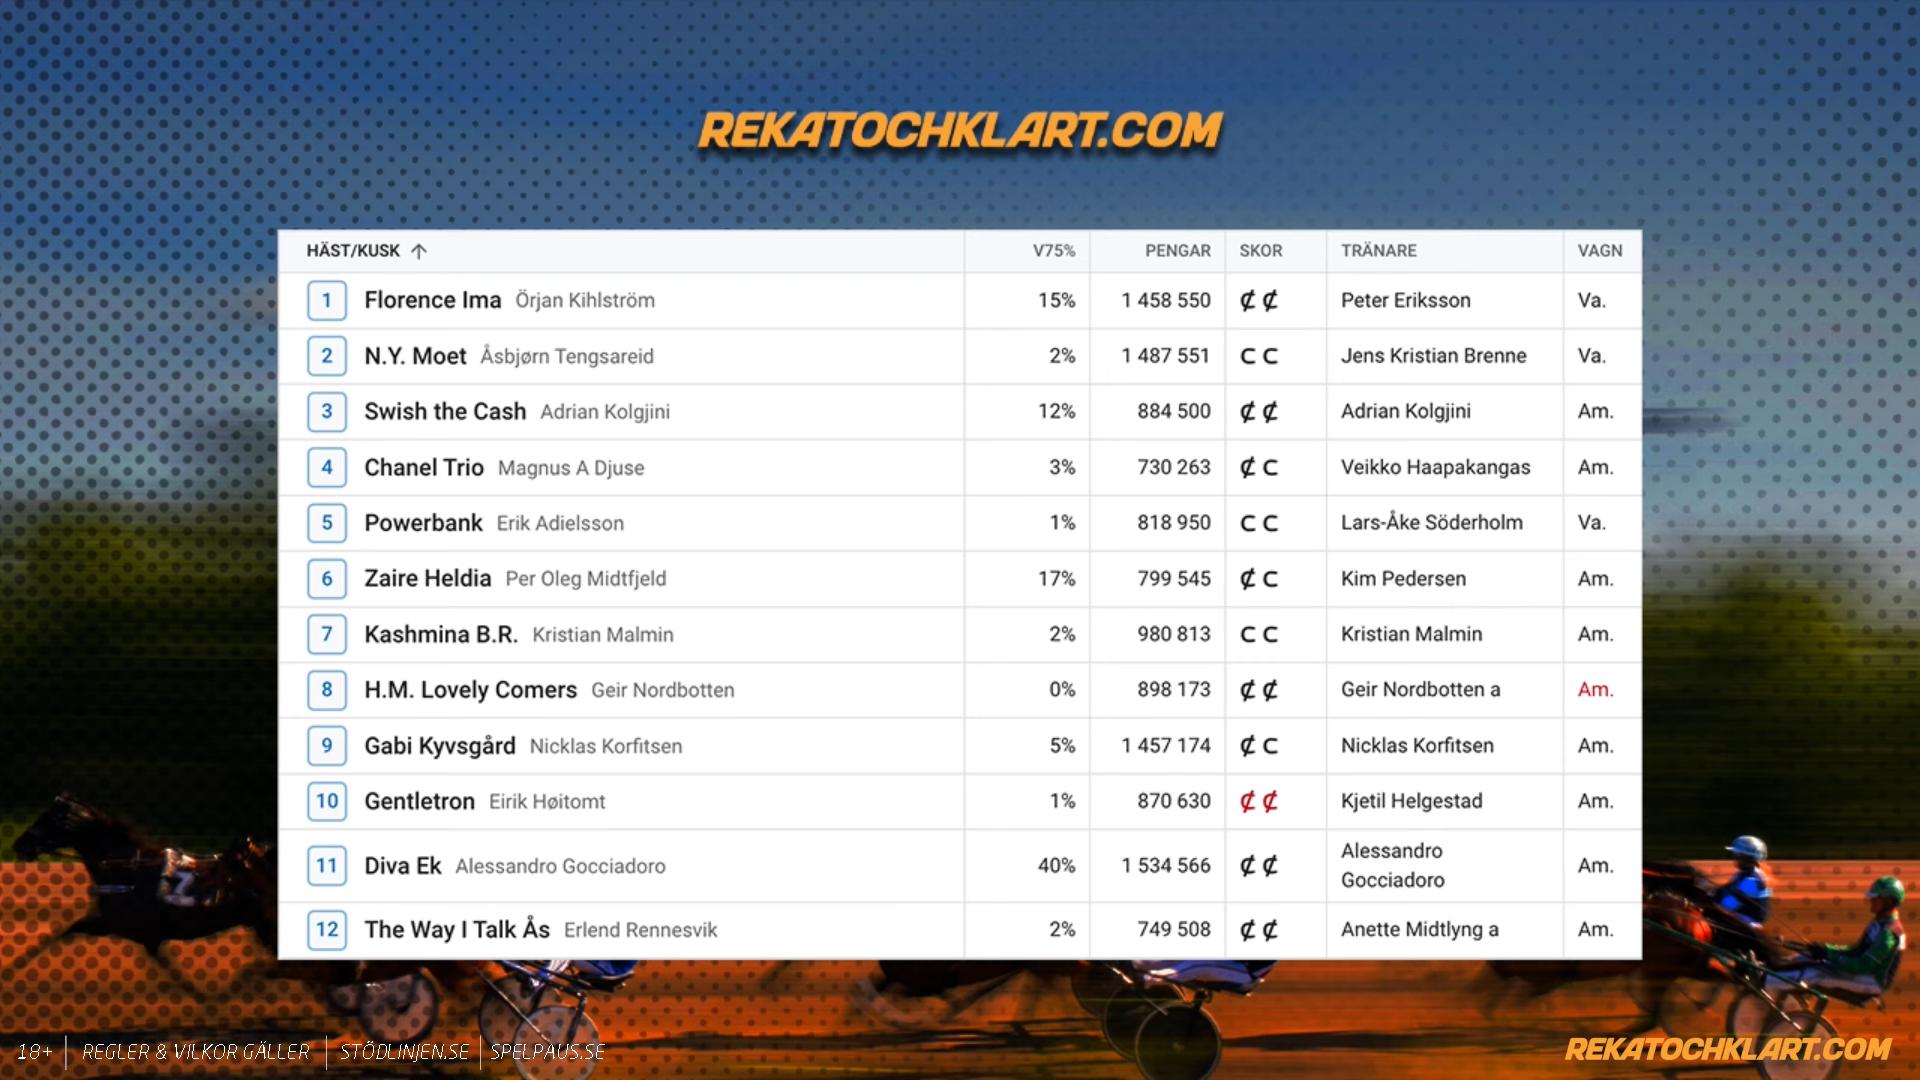 REKATOCHKLART.COM
HÄST/KUSK ↑ V75% PENGAR SKOR TRÄNARE VAGN
1 Florence Ima Örjan Kihlström 15% 1 458 550 ₵ ₵ Peter Eriksson Va.
2 N.Y. Moet Åsbjørn Tengsareid 2% 1 487 551 C C Jens Kristian Brenne Va.
3 Swish the Cash Adrian Kolgjini 12% 884 500 ₵ ₵ Adrian Kolgjini Am.
4 Chanel Trio Magnus A Djuse 3% 730 263 ₵ C Veikko Haapakangas Am.
5 Powerbank Erik Adielsson 1% 818 950 C C Lars-Åke Söderholm Va.
6 Zaire Heldia Per Oleg Midtfjeld 17% 799 545 ₵ C Kim Pedersen Am.
7 Kashmina B.R. Kristian Malmin 2% 980 813 C C Kristian Malmin Am.
8 H.M. Lovely Comers Geir Nordbotten 0% 898 173 ₵ ₵ Geir Nordbotten a Am.
9 Gabi Kyvsgård Nicklas Korfitsen 5% 1 457 174 ₵ C Nicklas Korfitsen Am.
10 Gentletron Eirik Høitomt 1% 870 630 ₵ ₵ Kjetil Helgestad Am.
11 Diva Ek Alessandro Gocciadoro 40% 1 534 566 ₵ ₵ Alessandro Gocciadoro Am.
12 The Way I Talk Ås Erlend Rennesvik 2% 749 508 ₵ ₵ Anette Midtlyng a Am.
18+ | REGLER & VILKOR GÄLLER | STÖDLINJEN.SE | SPELPAUS.SE
REKATOCHKLART.COM